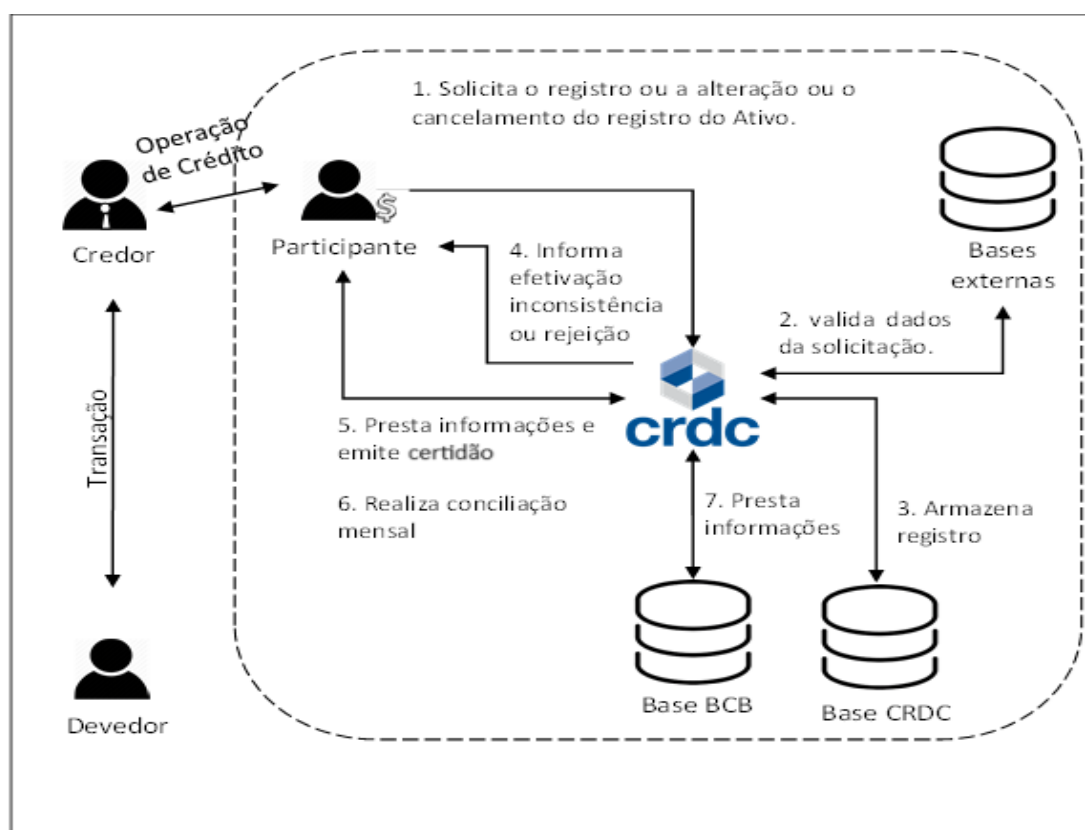 1. Solicita o registro ou a alteração ou o
cancelamento do registro do Ativo.
Operação
de Crédito
Credor
Participante
$
4. Informa
efetivação
inconsistência
ou rejeição
Bases
externas
2. valida dados
da solicitação.
crdc
Transação
5. Presta informações e
emite certidão
6. Realiza conciliação
mensal
7. Presta
informações
3. Armazena
registro
Devedor
Base BCB
Base CRDC